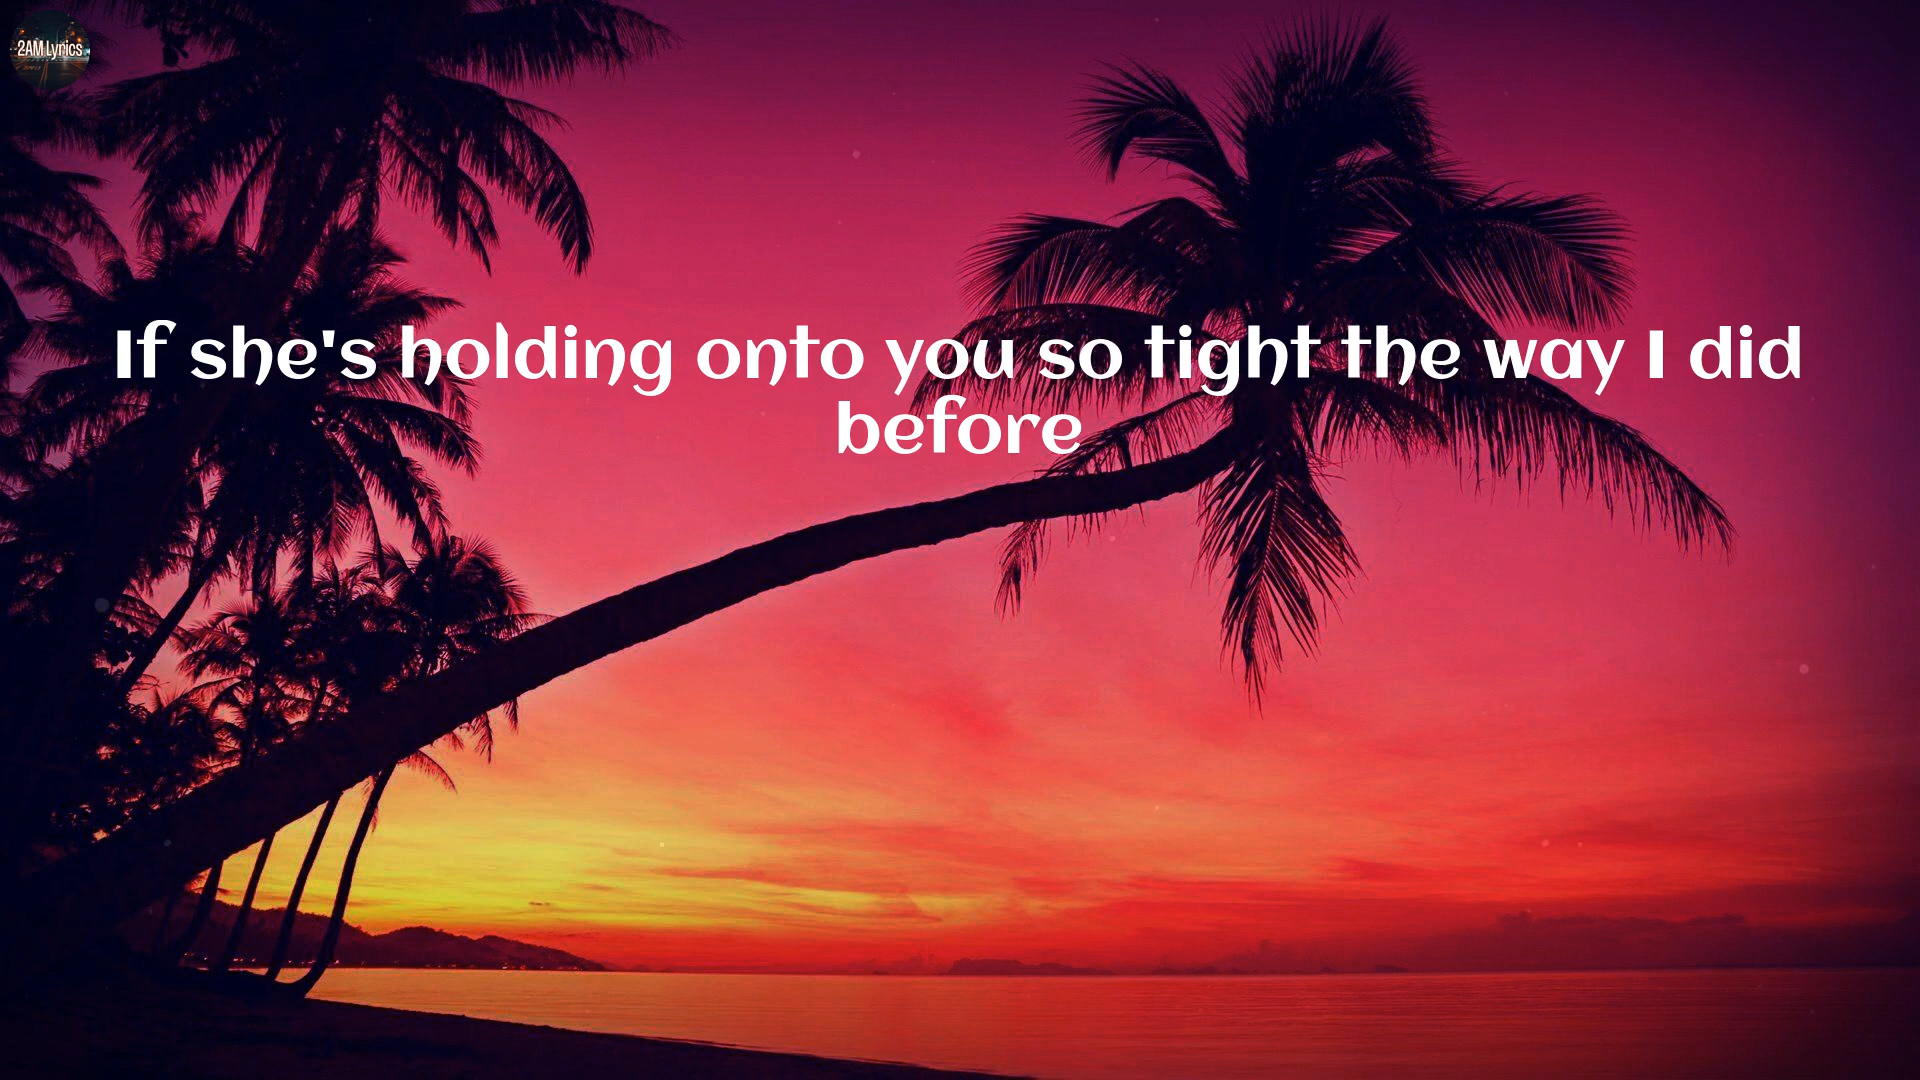 2AM Lyrics
If she's holding onto you so tight the way I did
before